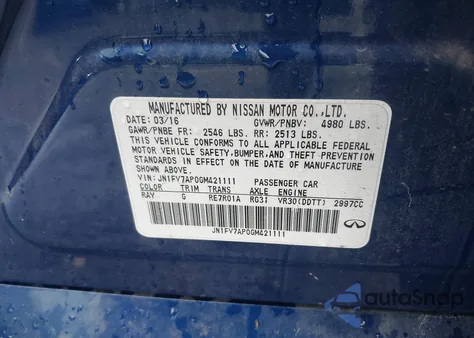 MANUFACTURED BY NISSAN MOTOR CO.,LTD.
DATE: 03/16 GVWR/PNBV: 4980 LBS.
GAWR/PNBE FR: 2546 LBS. RR: 2513 LBS.
THIS VEHICLE CONFORMS TO ALL APPLICABLE FEDERAL
MOTOR VEHICLE SAFETY,BUMPER,AND THEFT PREVENTION
STANDARDS IN EFFECT ON THE DATE OF MANUFACTURE
SHOWN ABOVE.
VIN: JN1FV7AP0GM421111 PASSENGER CAR
COLOR TRIM TRANS AXLE ENGINE
RAY G RE7R01A RG31 VR30(DDTT) 2997CC
JN1FV7AP0GM421111
autoSnap